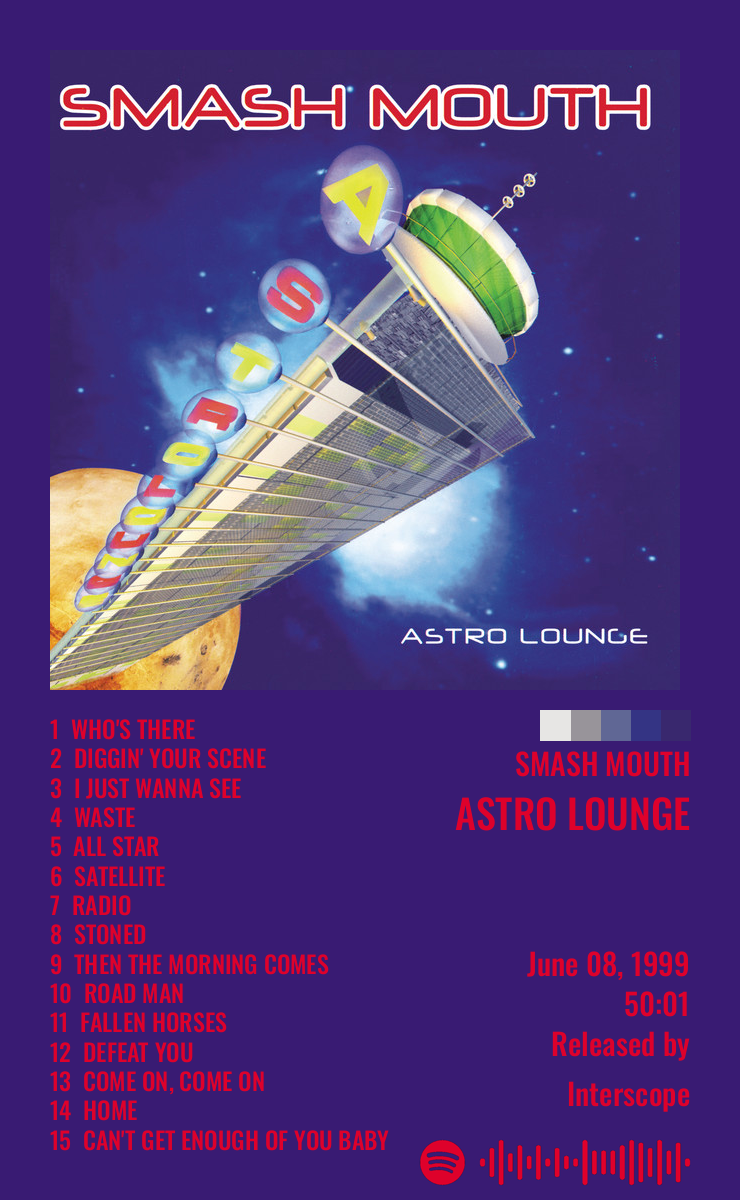 SMASH MOUTH
A
S
T
R
O
L
O
ASTRO LOUNGE
1 WHO'S THERE
2 DIGGIN' YOUR SCENE
3 I JUST WANNA SEE
4 WASTE
5 ALL STAR
6 SATELLITE
7 RADIO
8 STONED
9 THEN THE MORNING COMES
10 ROAD MAN
11 FALLEN HORSES
12 DEFEAT YOU
13 COME ON, COME ON
14 HOME
15 CAN'T GET ENOUGH OF YOU BABY
SMASH MOUTH
ASTRO LOUNGE
June 08, 1999
50:01
Released by
Interscope